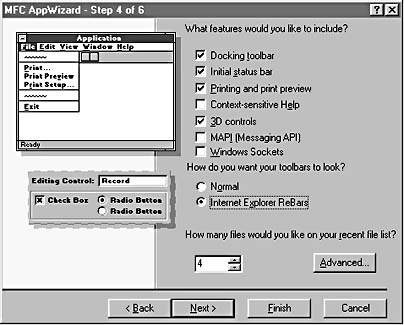 MFC AppWizard - Step 4 of 6
Application
File Edit View Window Help
Print...
Print Preview
Print Setup...
Exit
Ready
Editing Control: Record
Check Box
Radio Button
Radio Button
What features would you like to include?
Docking toolbar
Initial status bar
Printing and print preview
Context-sensitive Help
3D controls
MAPI (Messaging API)
Windows Sockets
How do you want your toolbars to look?
Normal
Internet Explorer ReBars
How many files would you like on your recent file list?
4
Advanced...
< Back
Next >
Finish
Cancel